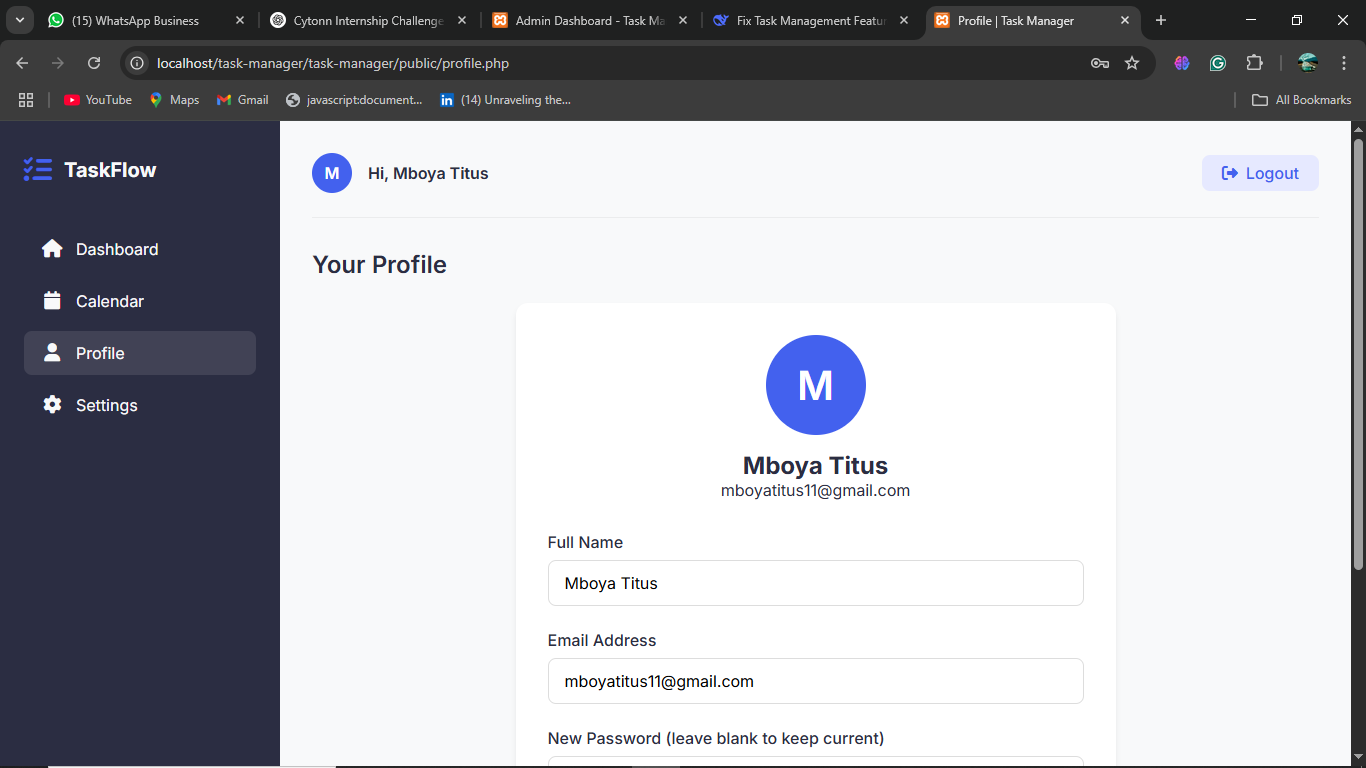 (15) WhatsApp Business
Cytonn Internship Challenge
Admin Dashboard - Task Ma
Fix Task Management Featur
Profile | Task Manager
localhost/task-manager/task-manager/public/profile.php
YouTube
Maps
Gmail
javascript:document...
in (14) Unraveling the...
All Bookmarks
TaskFlow
M Hi, Mboya Titus
Logout
Dashboard
Calendar
Profile
Settings
Your Profile
M
Mboya Titus
mboyatitus11@gmail.com
Full Name
Mboya Titus
Email Address
mboyatitus11@gmail.com
New Password (leave blank to keep current)